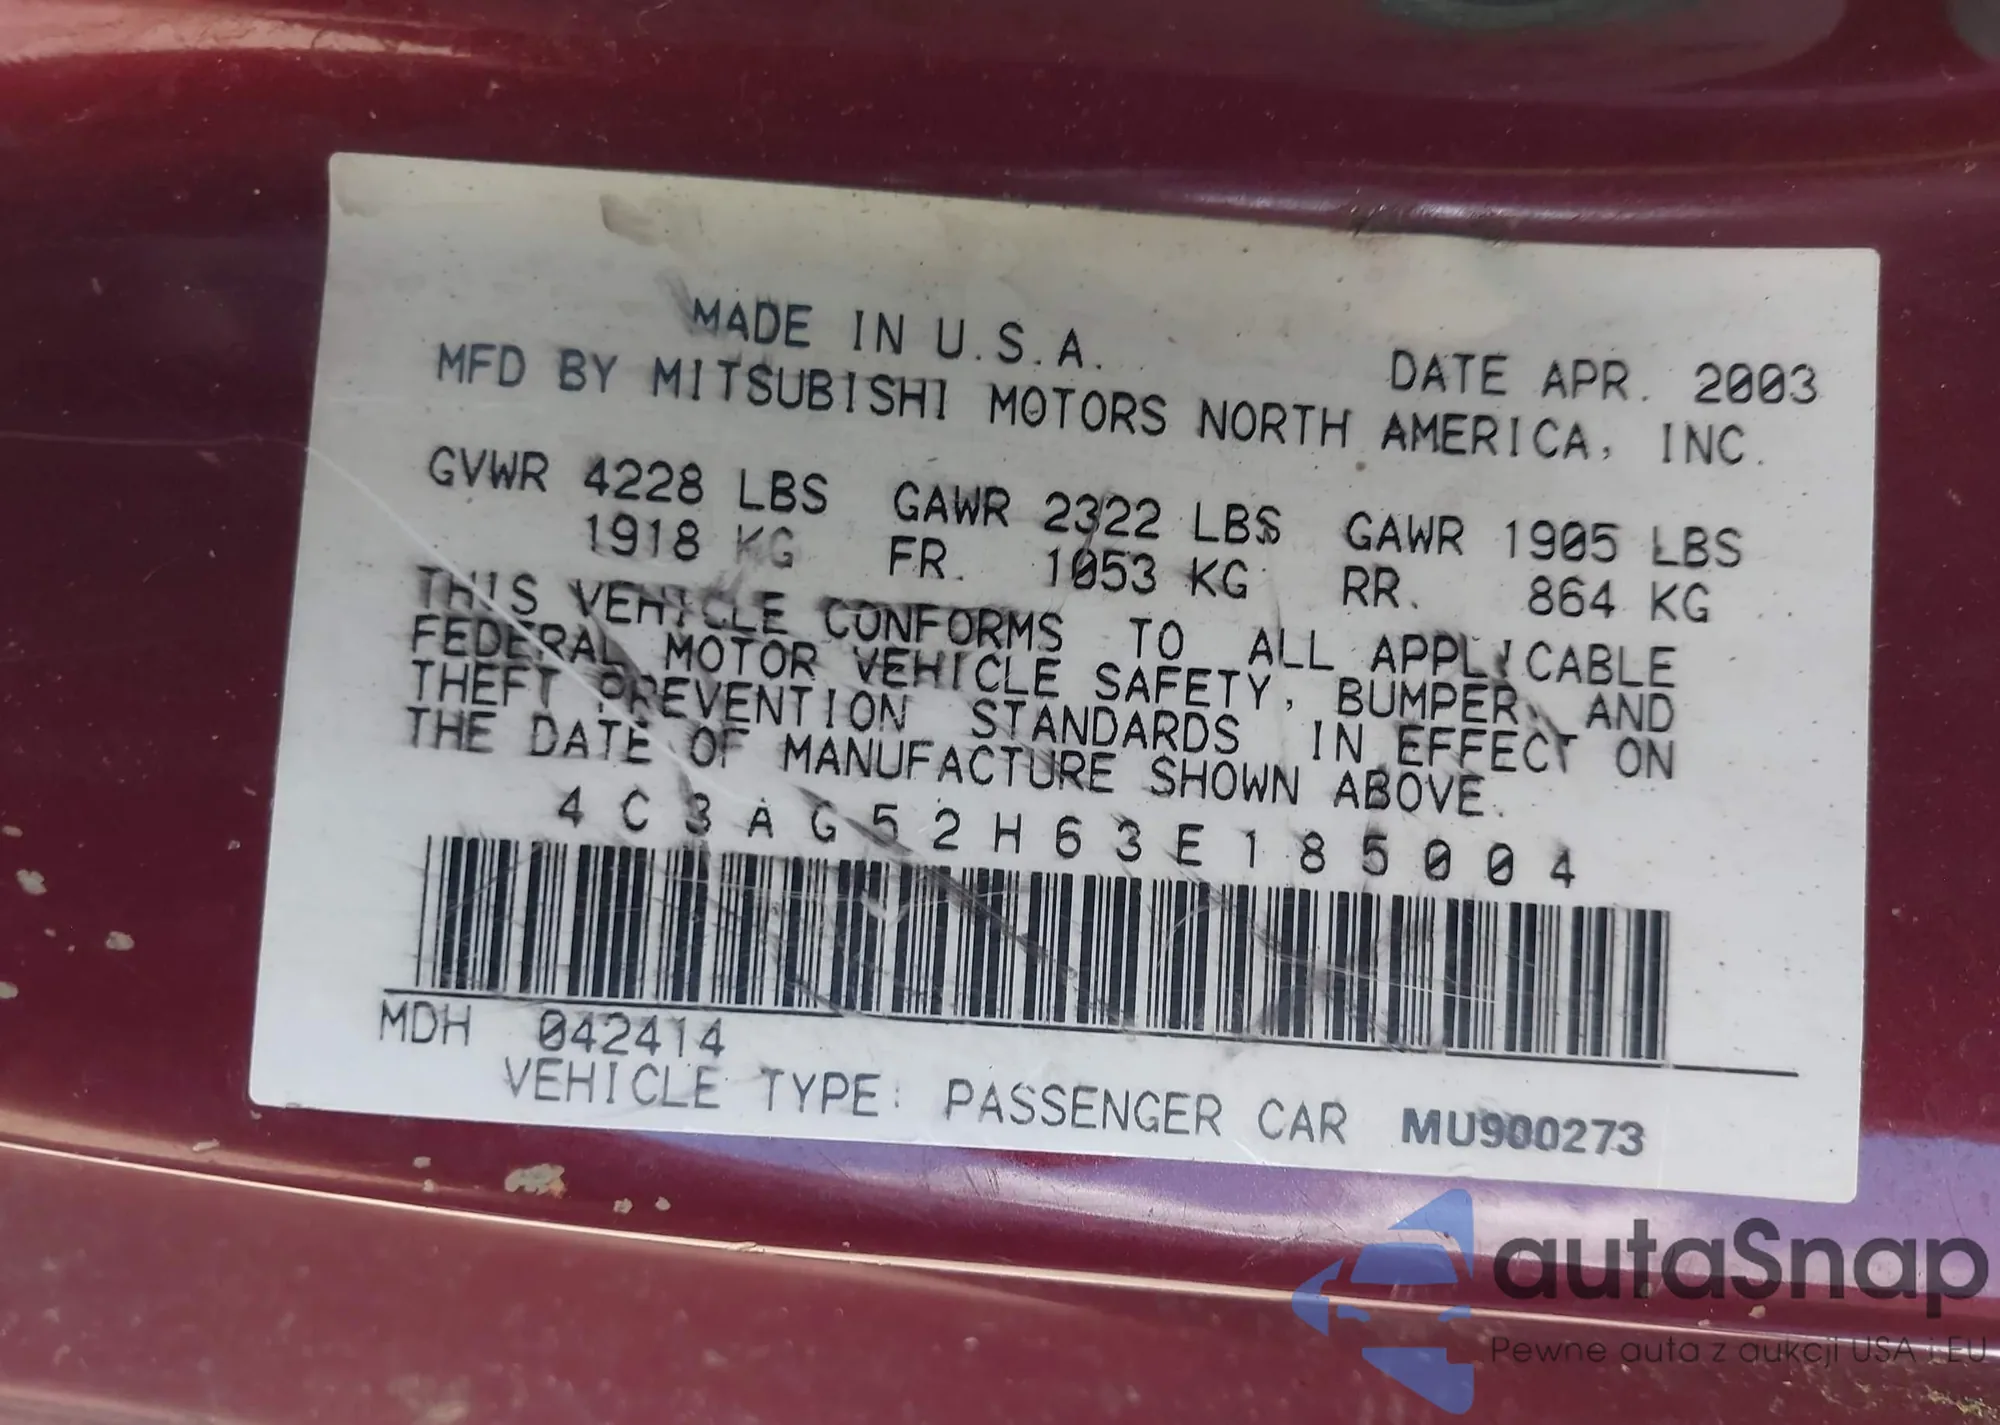 MADE IN U.S.A.
DATE APR. 2003
MFD BY MITSUBISHI MOTORS NORTH AMERICA, INC.
GVWR 4228 LBS GAWR 2322 LBS GAWR 1905 LBS
1918 KG FR. 1053 KG RR. 864 KG
THIS VEHICLE CONFORMS TO ALL APPLICABLE
FEDERAL MOTOR VEHICLE SAFETY, BUMPER, AND
THEFT PREVENTION STANDARDS IN EFFECT ON
THE DATE OF MANUFACTURE SHOWN ABOVE.
4C3AG52H63E185004
MDH 042414
VEHICLE TYPE: PASSENGER CAR MU900273
autaSnap
Pewne auta z aukcji USA i EU